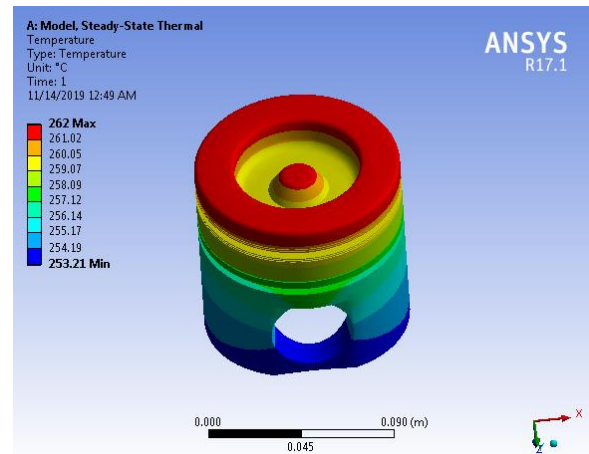 A: Model, Steady-State Thermal
Temperature
Type: Temperature
Unit: °C
Time: 1
11/14/2019 12:49 AM
262 Max
261.02
260.05
259.07
258.09
257.12
256.14
255.17
254.19
253.21 Min
ANSYS
R17.1
0.000
0.090 (m)
0.045
X
Z